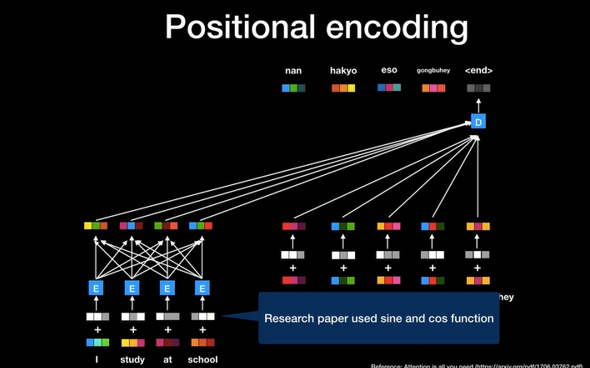 Positional encoding
nan hakyo eso gongbuhey <end>
D
E E E E
+ + + + + + + + +
hey
Research paper used sine and cos function
I study at school
Reference: Attention is all you need (https://arxiv.org/pdf/1706.03762.pdf)